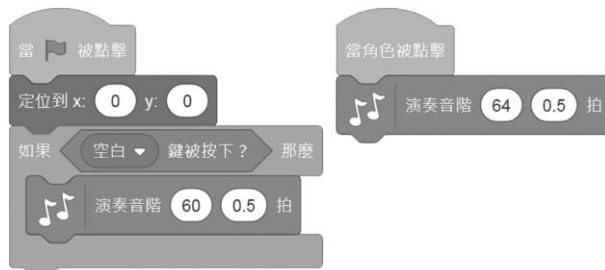 當 被點擊
定位到 x: 0 y: 0
如果 空白 鍵被按下？ 那麼
演奏音階 60 0.5 拍
當角色被點擊
演奏音階 64 0.5 拍